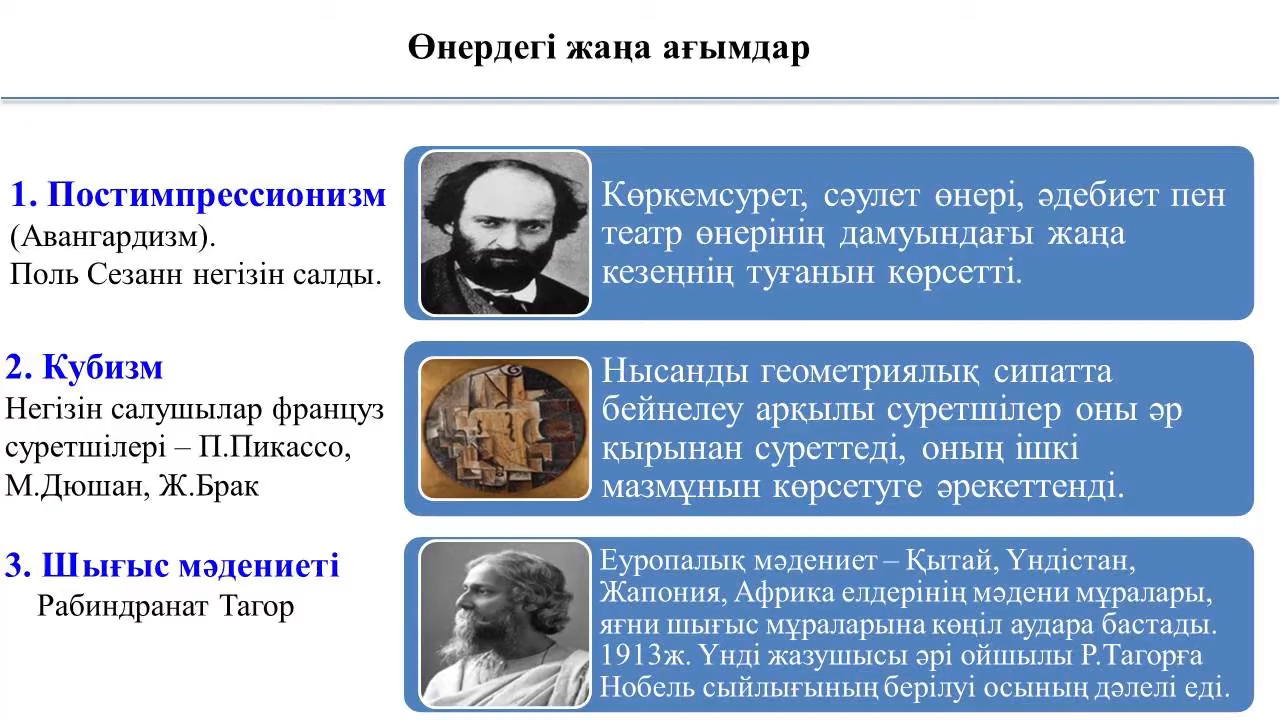 Өнердегі жаңа ағымдар
1. Постимпрессионизм
(Авангардизм).
Поль Сезанн негізін салды.
Көркемсурет, сәулет өнері, әдебиет пен
театр өнерінің дамуындағы жаңа
кезеңнің туғанын көрсетті.
2. Кубизм
Негізін салушылар француз
суретшілері – П.Пикассо,
М.Дюшан, Ж.Брак
Нысанды геометриялық сипатта
бейнелеу арқылы суретшілер оны әр
қырынан суреттеді, оның ішкі
мазмұнын көрсетуге әрекеттенді.
3. Шығыс мәдениеті
Рабиндранат Тагор
Еуропалық мәдениет – Қытай, Үндістан,
Жапония, Африка елдерінің мәдени мұралары,
яғни шығыс мұраларына көңіл аудара бастады.
1913ж. Үнді жазушысы әрі ойшылы Р.Тагорға
Нобель сыйлығының берілуі осының дәлелі еді.